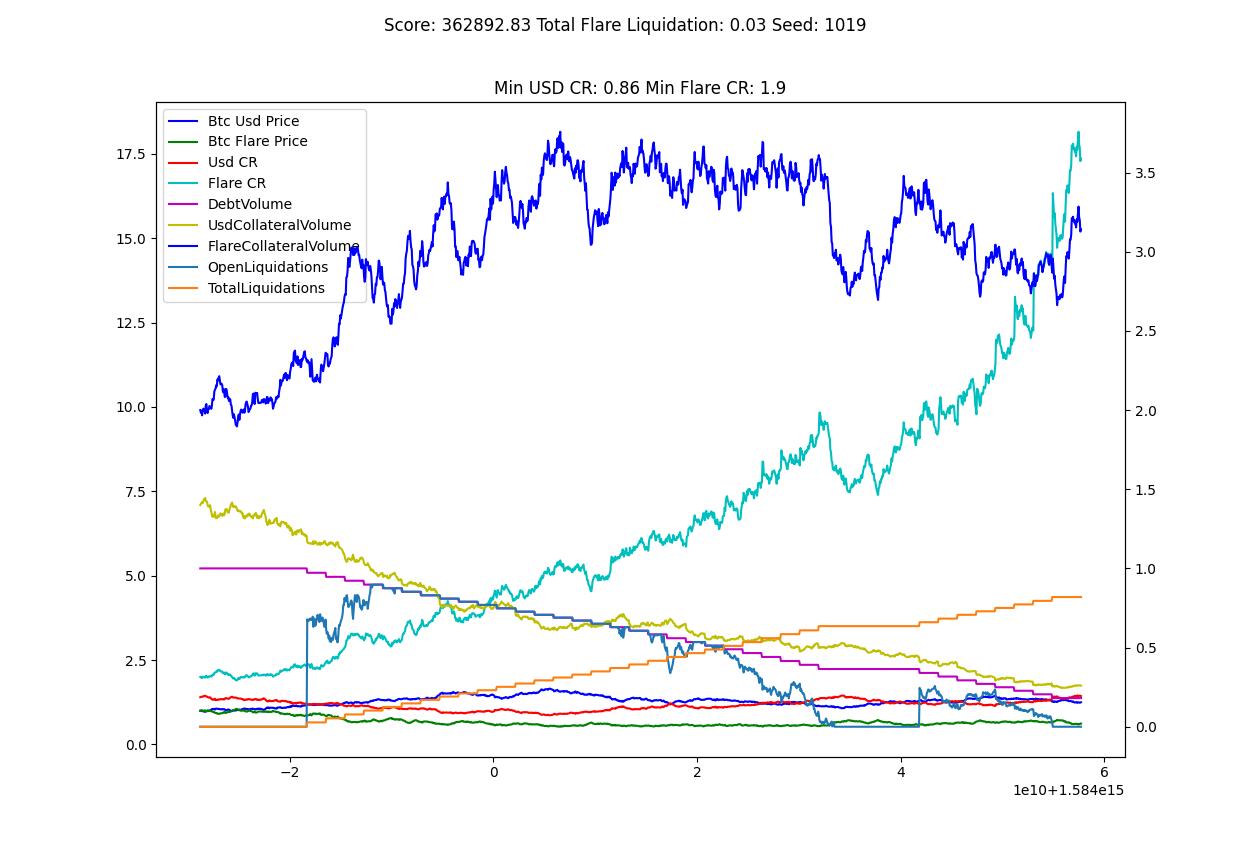 Score: 362892.83 Total Flare Liquidation: 0.03 Seed: 1019
Min USD CR: 0.86 Min Flare CR: 1.9
Btc Usd Price
Btc Flare Price
Usd CR
Flare CR
DebtVolume
UsdCollateralVolume
FlareCollateralVolume
OpenLiquidations
TotalLiquidations
17.5
15.0
12.5
10.0
7.5
5.0
2.5
0.0
3.5
3.0
2.5
2.0
1.5
1.0
0.5
0.0
−2
0
2
4
6
1e10+1.584e15